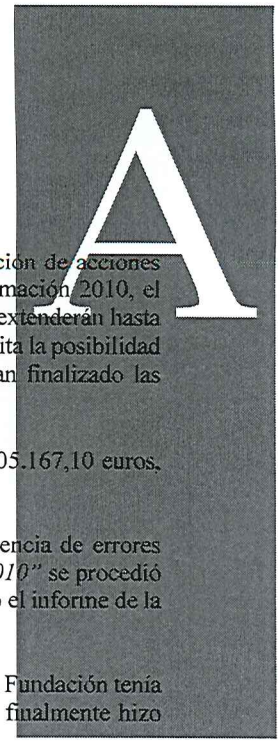 A
ción de acciones
mación 2010, el
extenderán hasta
ita la posibilidad
an finalizado las
05.167,10 euros,
encia de errores
010" se procedió
o el informe de la
Fundación tenía
finalmente hizo